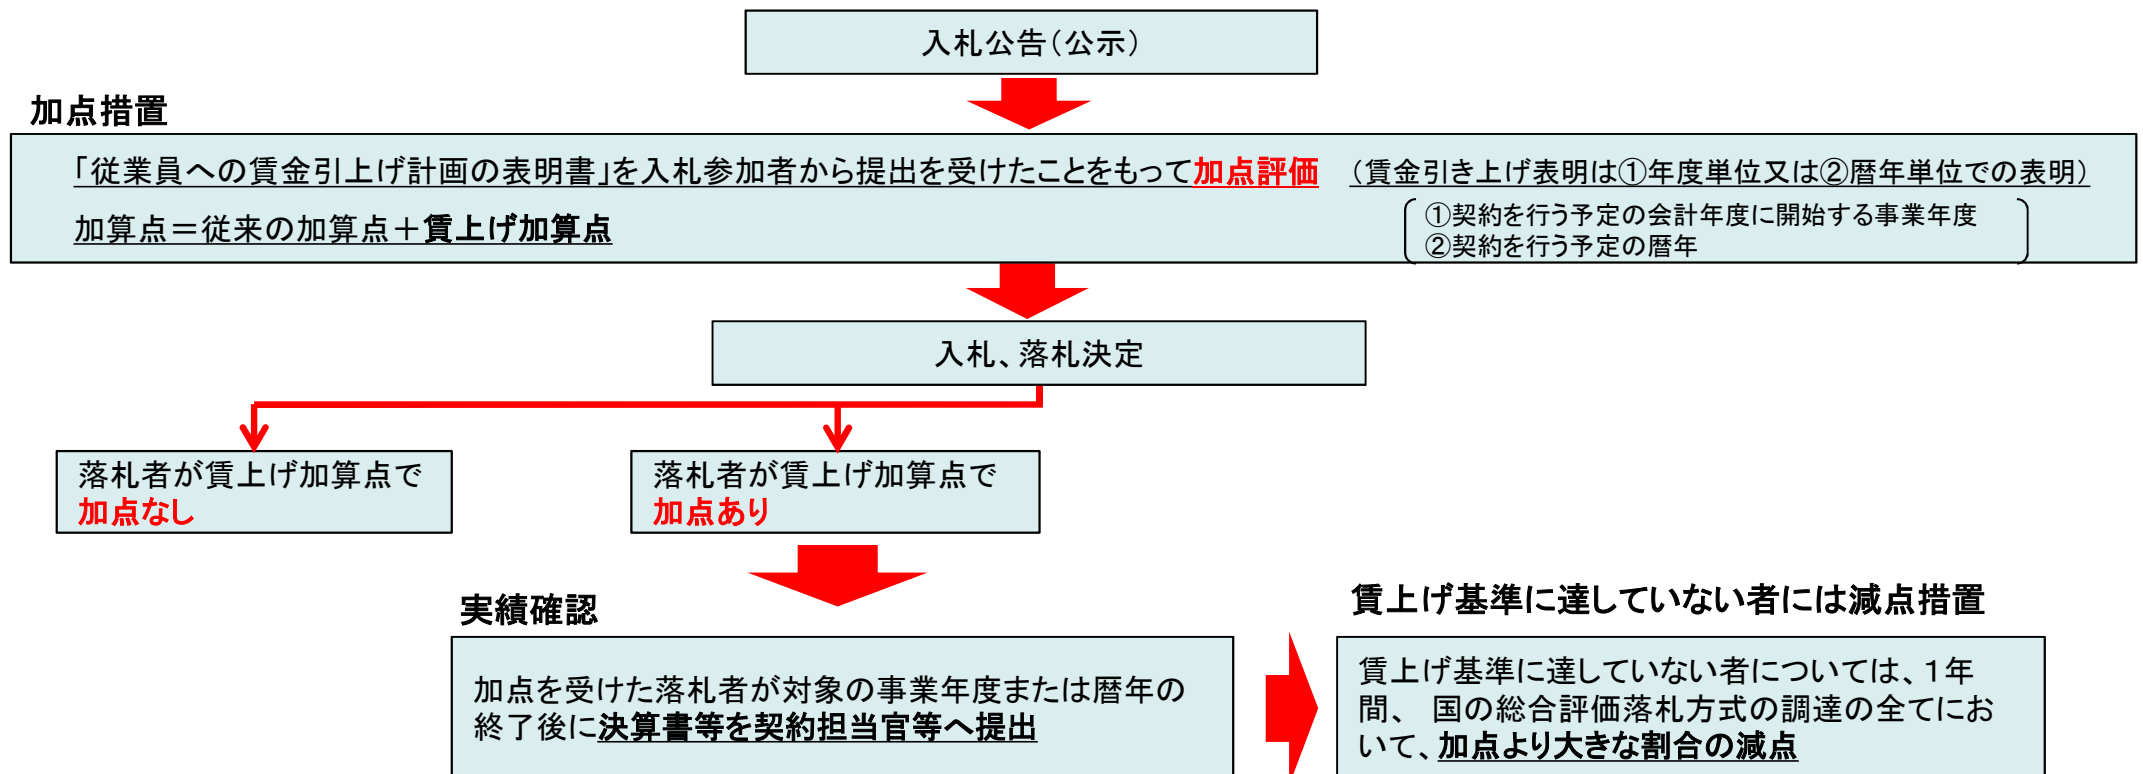 入札公告（公示）
加点措置
「従業員への賃金引上げ計画の表明書」を入札参加者から提出を受けたことをもって加点評価　（賃金引き上げ表明は①年度単位又は②暦年単位での表明）
加算点＝従来の加算点＋賃上げ加算点
①契約を行う予定の会計年度に開始する事業年度
②契約を行う予定の暦年
入札、落札決定
落札者が賃上げ加算点で
加点なし
落札者が賃上げ加算点で
加点あり
実績確認
加点を受けた落札者が対象の事業年度または暦年の
終了後に決算書等を契約担当官等へ提出
賃上げ基準に達していない者には減点措置
賃上げ基準に達していない者については、１年
間、 国の総合評価落札方式の調達の全てにお
いて、加点より大きな割合の減点